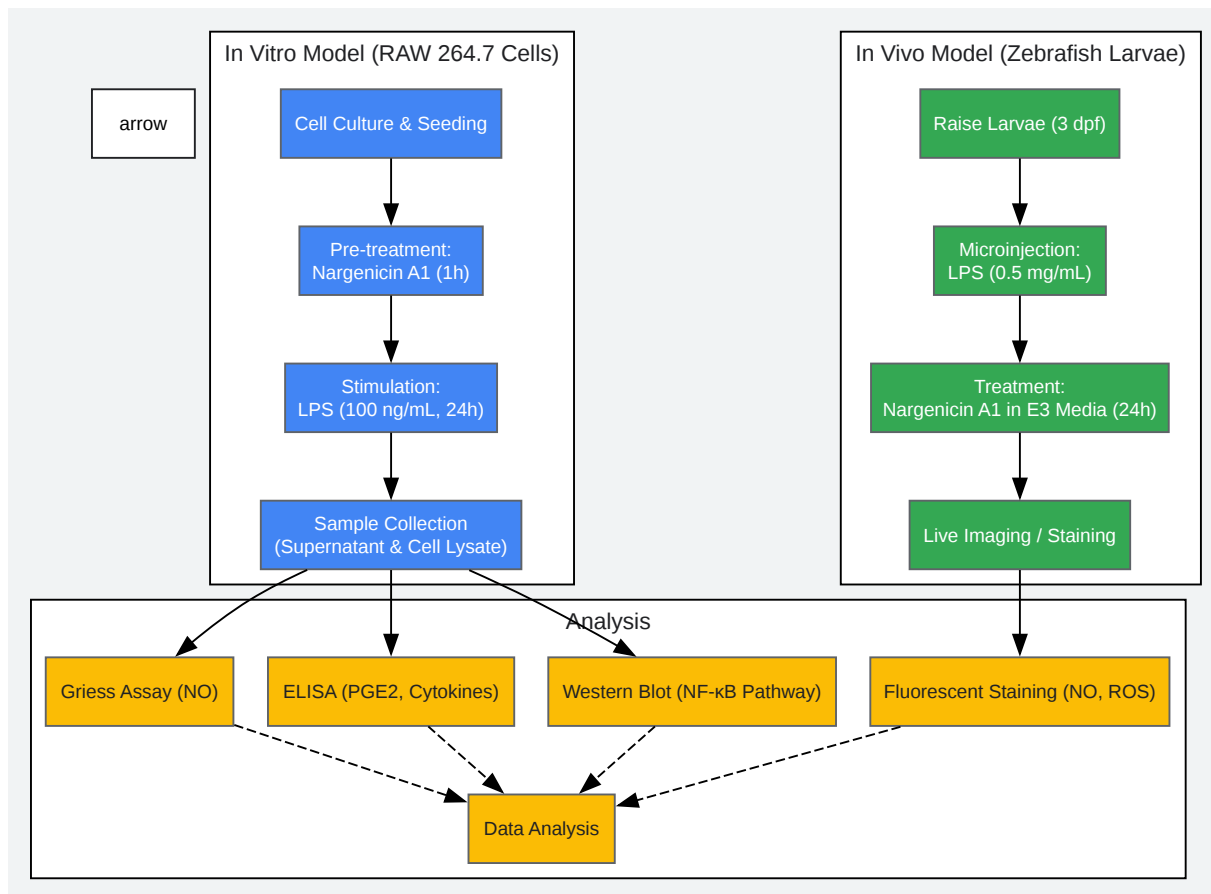 In Vitro Model (RAW 264.7 Cells)
In Vivo Model (Zebrafish Larvae)
arrow
Cell Culture & Seeding
Raise Larvae (3 dpf)
Pre-treatment:
Nargenicin A1 (1h)
Microinjection:
LPS (0.5 mg/mL)
Stimulation:
LPS (100 ng/mL, 24h)
Treatment:
Nargenicin A1 in E3 Media (24h)
Sample Collection
(Supernatant & Cell Lysate)
Live Imaging / Staining
Analysis
Griess Assay (NO)
ELISA (PGE2, Cytokines)
Western Blot (NF-κB Pathway)
Fluorescent Staining (NO, ROS)
Data Analysis